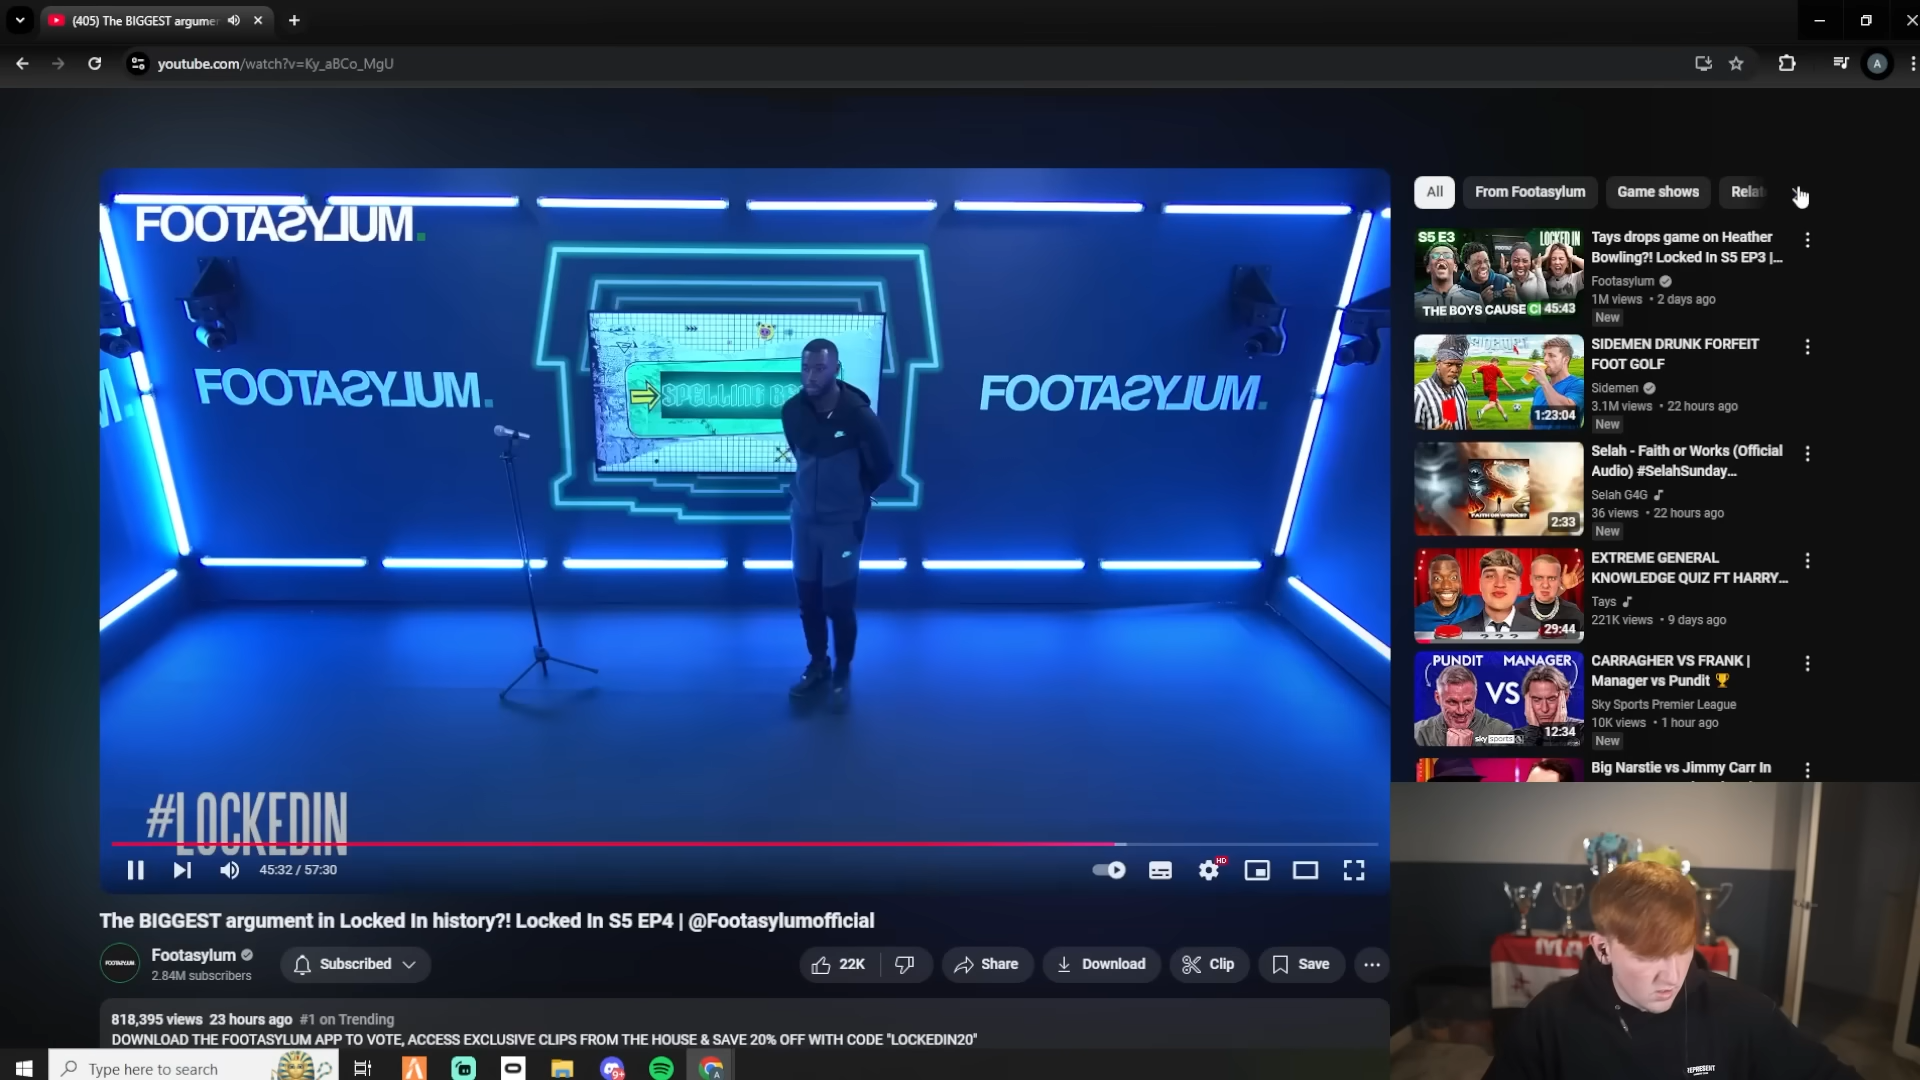 (405) The BIGGEST argume
youtube.com/watch?v=Ky_aBCo_MgU
A
FOOTASYLUM.
FOOTASYLUM.
FOOTASYLUM.
SPELLING
#LOCKEDIN
45:32 / 57:30
HD
The BIGGEST argument in Locked In history?! Locked In S5 EP4 | @Footasylumofficial
FOOTASYLUM
Footasylum
2.84M subscribers
Subscribed
22K
Share
Download
Clip
Save
818,395 views 23 hours ago #1 on Trending
DOWNLOAD THE FOOTASYLUM APP TO VOTE, ACCESS EXCLUSIVE CLIPS FROM THE HOUSE & SAVE 20% OFF WITH CODE "LOCKEDIN20"
All
From Footasylum
Game shows
Relat
S5 E3
LOCKED IN
THE BOYS CAUSE
45:43
Tays drops game on Heather
Bowling?! Locked In S5 EP3 |...
Footasylum
1M views • 2 days ago
New
1:23:04
SIDEMEN DRUNK FORFEIT
FOOT GOLF
Sidemen
3.1M views • 22 hours ago
New
2:33
Selah - Faith or Works (Official
Audio) #SelahSunday...
Selah G4G
36 views • 22 hours ago
New
???
29:44
EXTREME GENERAL
KNOWLEDGE QUIZ FT HARRY...
Tays
221K views • 9 days ago
PUNDIT MANAGER
VS
sky sports
12:34
CARRAGHER VS FRANK |
Manager vs Pundit 🏆
Sky Sports Premier League
10K views • 1 hour ago
New
Big Narstie vs Jimmy Carr In
MA
REPRESENT
Type here to search
9+